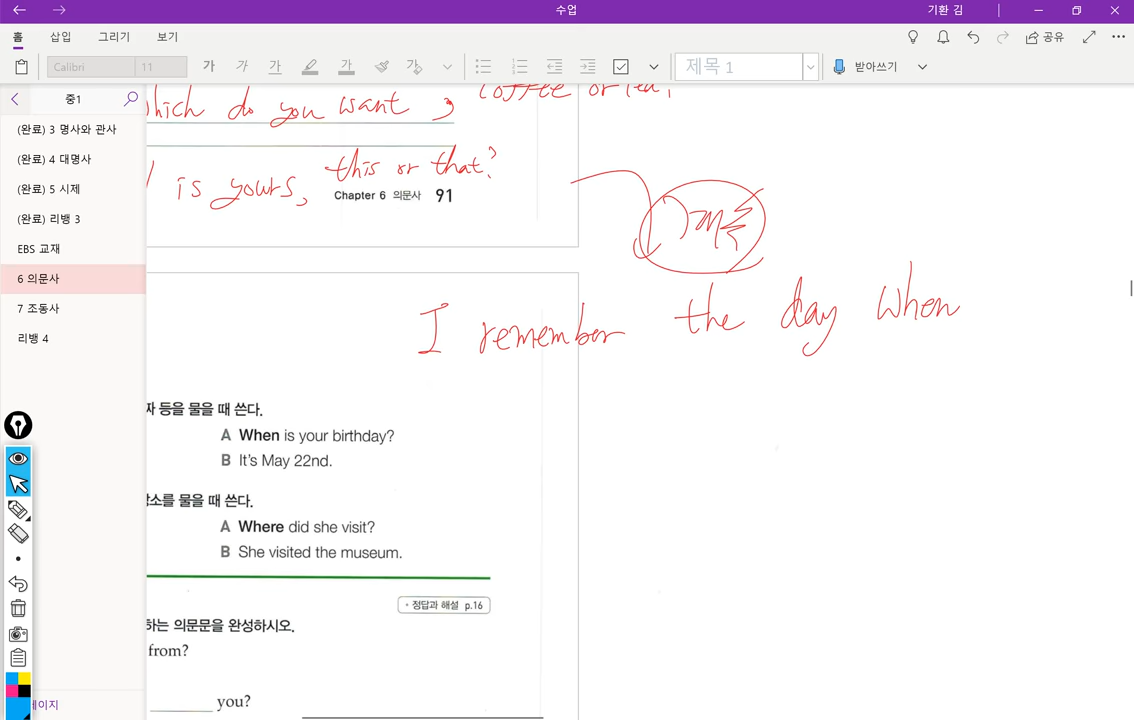 수업
기환 김
홈 삽입 그리기 보기
공유
Calibri 11 가 가 가 가 제목 1 받아쓰기
중1
(완료) 3 명사와 관사
(완료) 4 대명사
(완료) 5 시제
(완료) 리뱅 3
EBS 교재
6 의문사
7 조동사
리뱅 4
페이지
hich do you want, coffee or tea?
is yours, this or that?
Chapter 6 의문사 91
I remember the day when
등을 물을 때 쓴다.
A When is your birthday?
B It's May 22nd.
를 물을 때 쓴다.
A Where did she visit?
B She visited the museum.
• 정답과 해설 p.16
하는 의문문을 완성하시오.
from?
you?